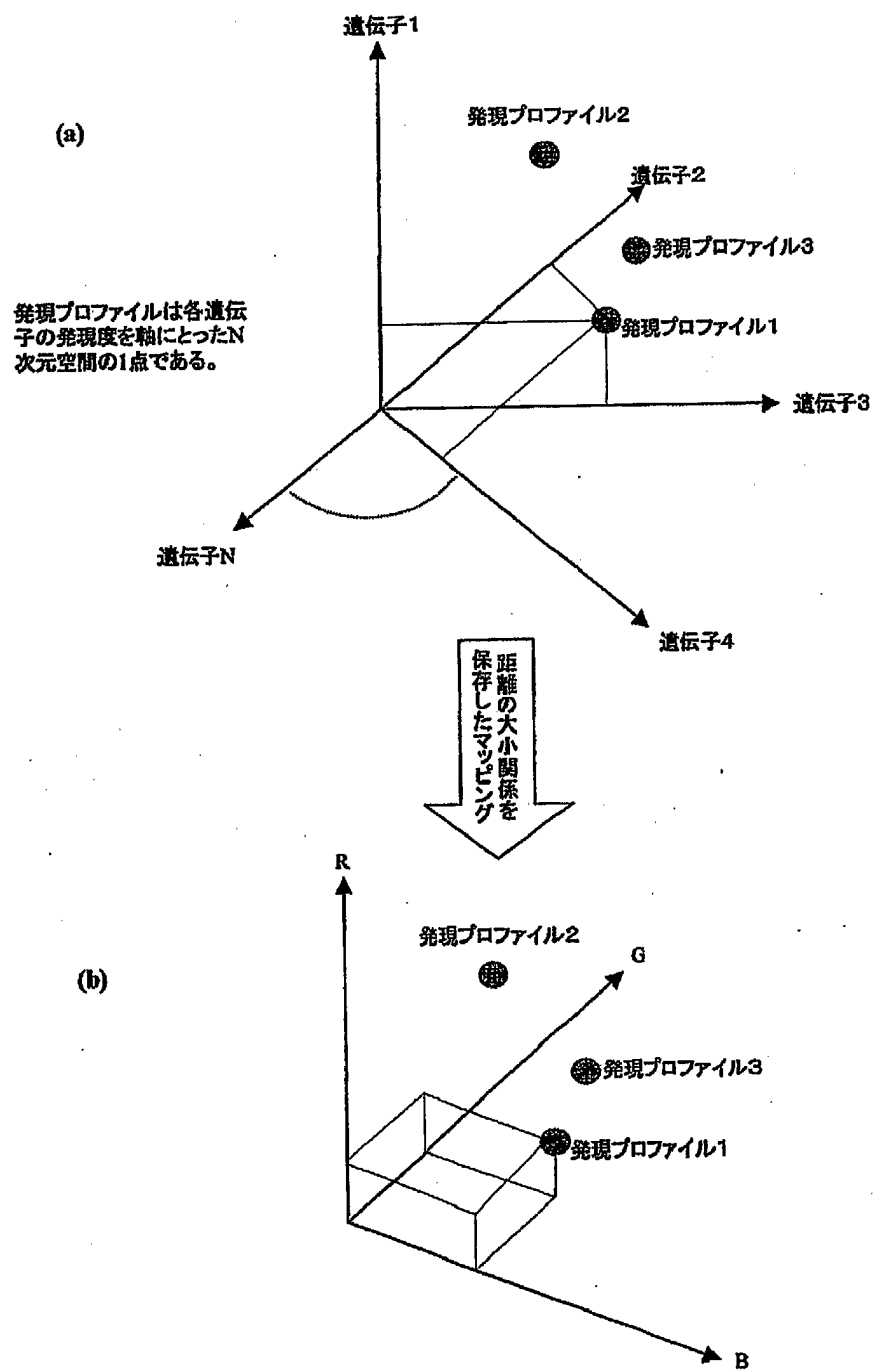 遺伝子1
(a)
発現プロファイル2
遺伝子2
発現プロファイル3
発現プロファイルは各遺伝
子の発現度を軸にとったN
次元空間の1点である。
発現プロファイル1
遺伝子3
遺伝子N
遺伝子4
距離の大小関係を
保存したマッピング
R
発現プロファイル2
G
(b)
発現プロファイル3
発現プロファイル1
B